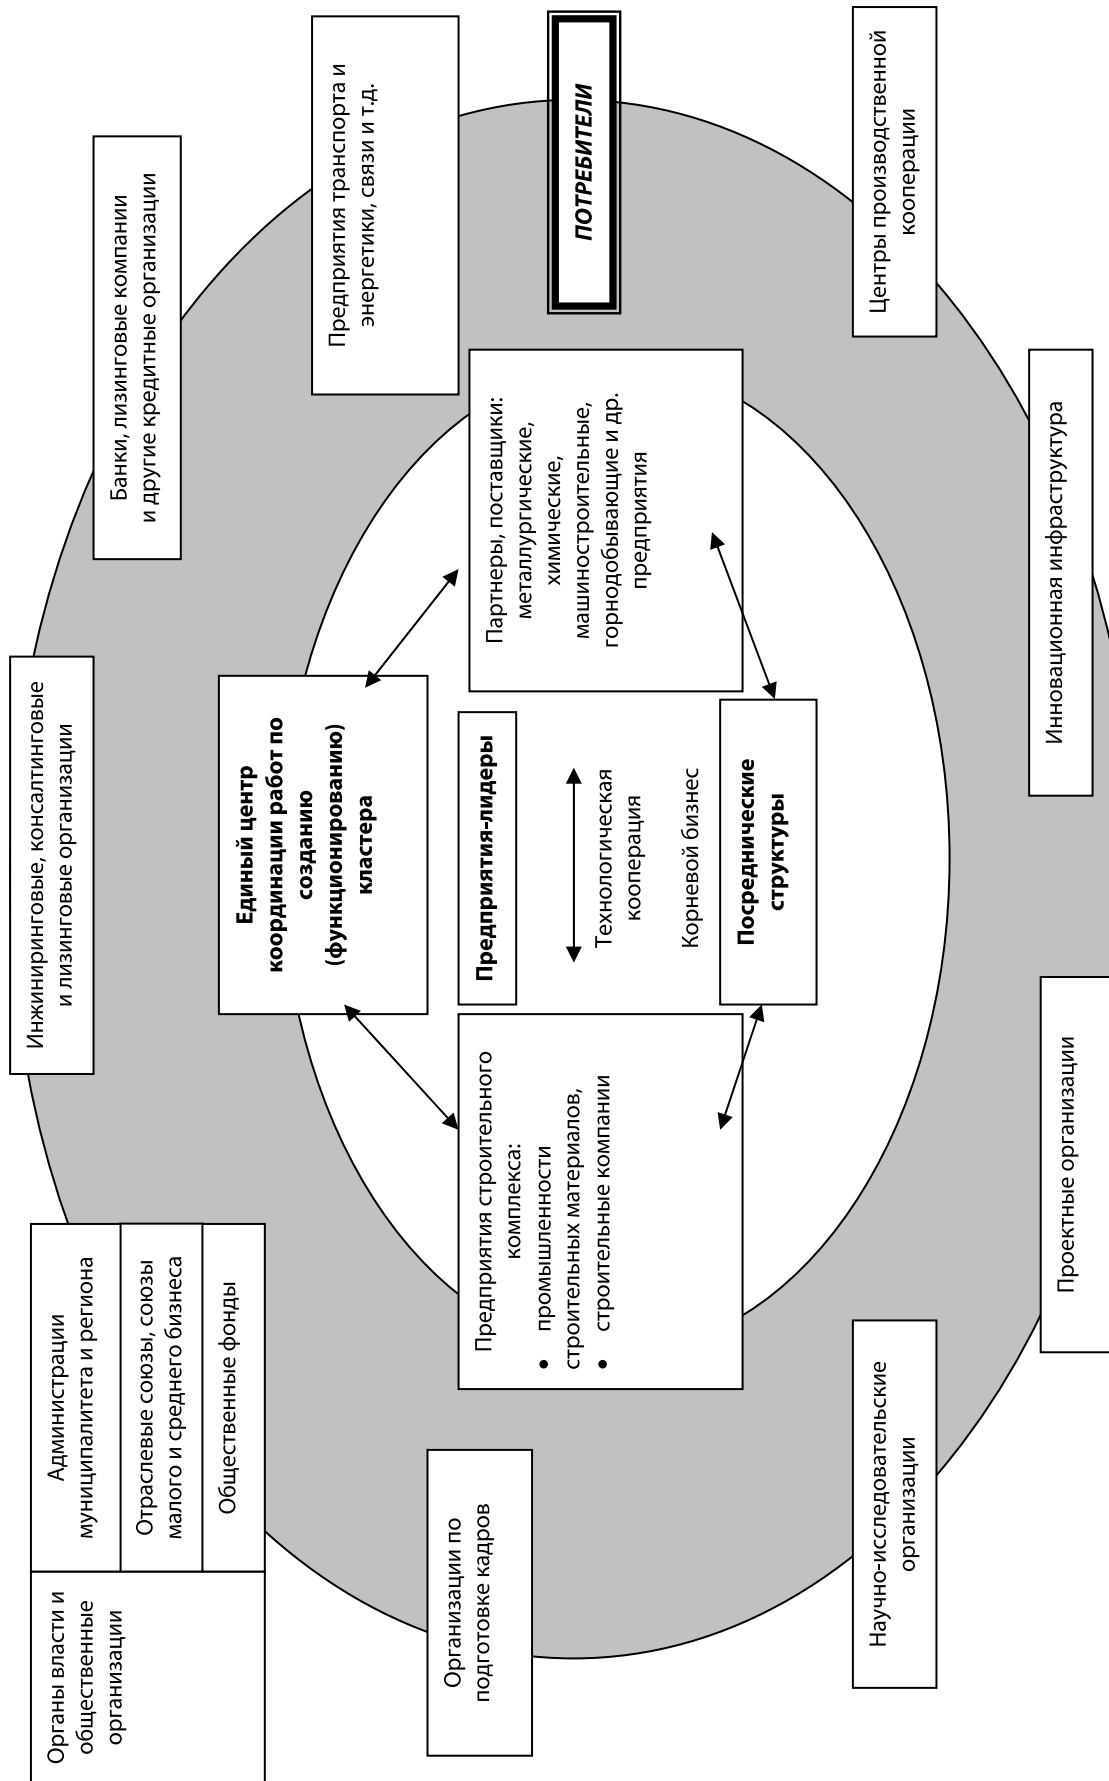 Органы власти и
общественные
организации
Администрации
муниципалитета и региона
Отраслевые союзы, союзы
малого и среднего бизнеса
Общественные фонды
Инжиниринговые, консалтинговые
и лизинговые организации
Банки, лизинговые компании
и другие кредитные организации
Предприятия транспорта и
энергетики, связи и т.д.
Единый центр
координации работ по
созданию
(функционированию)
кластера
Организации по
подготовке кадров
Предприятия строительного
комплекса:
• промышленности
строительных материалов,
• строительные компании
Предприятия-лидеры
Технологическая
кооперация
Корневой бизнес
Посреднические
структуры
Партнеры, поставщики:
металлургические,
химические,
машиностроительные,
горнодобывающие и др.
предприятия
ПОТРЕБИТЕЛИ
Научно-исследовательские
организации
Проектные организации
Инновационная инфраструктура
Центры производственной
кооперации